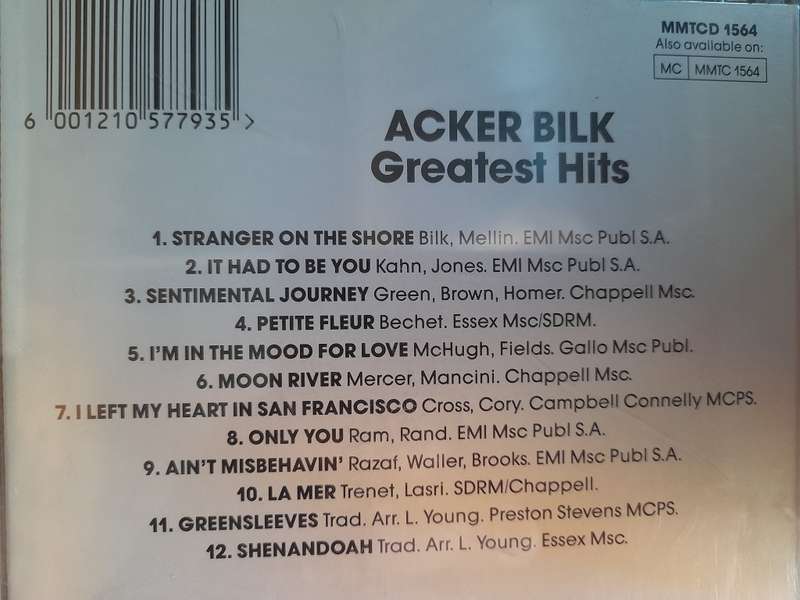 MMTCD 1564
Also available on:
MC MMTC 1564
6 001210 577935 >
ACKER BILK
Greatest Hits
1. STRANGER ON THE SHORE Bilk, Mellin. EMI Msc Publ S.A.
2. IT HAD TO BE YOU Kahn, Jones. EMI Msc Publ S.A.
3. SENTIMENTAL JOURNEY Green, Brown, Homer. Chappell Msc.
4. PETITE FLEUR Bechet. Essex Msc/SDRM.
5. I'M IN THE MOOD FOR LOVE McHugh, Fields. Gallo Msc Publ.
6. MOON RIVER Mercer, Mancini. Chappell Msc.
7. I LEFT MY HEART IN SAN FRANCISCO Cross, Cory. Campbell Connelly MCPS.
8. ONLY YOU Ram, Rand. EMI Msc Publ S.A.
9. AIN'T MISBEHAVIN' Razaf, Waller, Brooks. EMI Msc Publ S.A.
10. LA MER Trenet, Lasri. SDRM/Chappell.
11. GREENSLEEVES Trad. Arr. L. Young. Preston Stevens MCPS.
12. SHENANDOAH Trad. Arr. L. Young. Essex Msc.